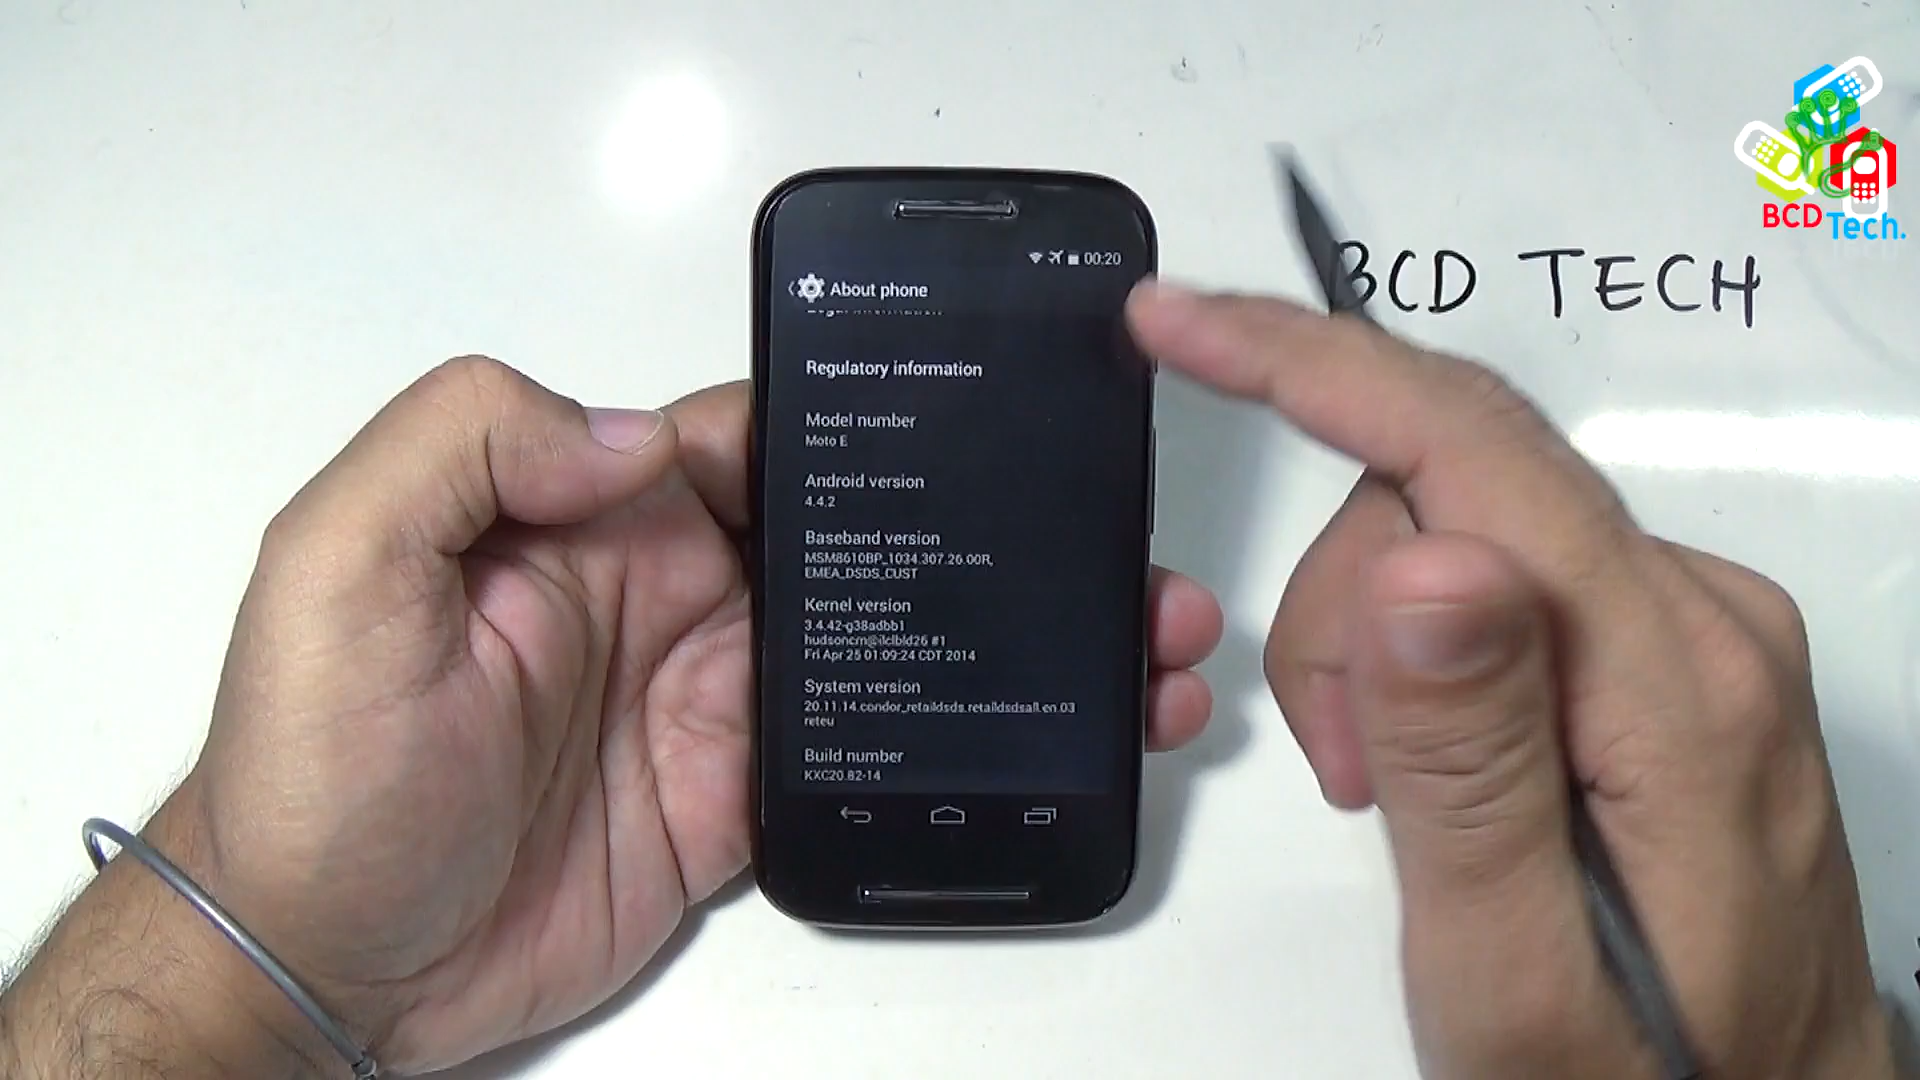 00:20
About phone
Regulatory information
Model number
Moto E
Android version
4.4.2
Baseband version
MSM8610BP_1034.307.26.00R,
EMEA_DSDS_CUST
Kernel version
3.4.42-g38adbb1
hudsoncm@ilclbld26 #1
Fri Apr 25 01:09:24 CDT 2014
System version
20.11.14.condor_retaildsds.retaildsdsall.en.03
reteu
Build number
KXC20.82-14
BCD TECH
BCD Tech.